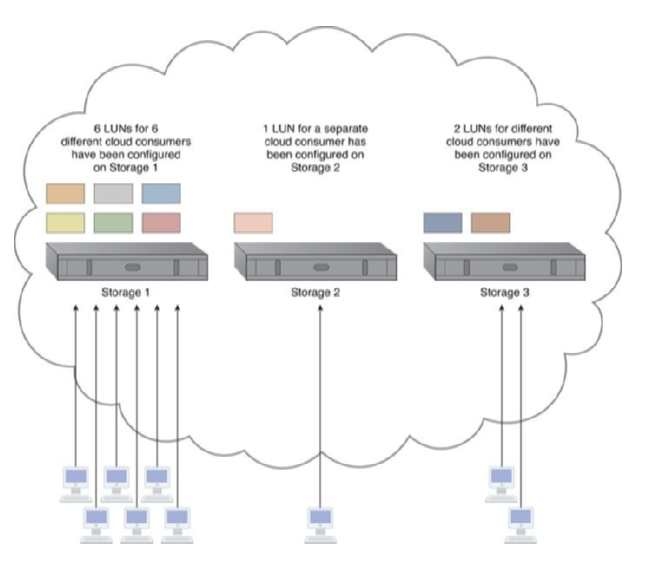 6 LUNs for 6
different cloud consumers
have been configured
on Storage 1
1 LUN for a separate
cloud consumer has
been configured on
Storage 2
2 LUNs for different
cloud consumers have
been configured on
Storage 3
Storage 1
Storage 2
Storage 3